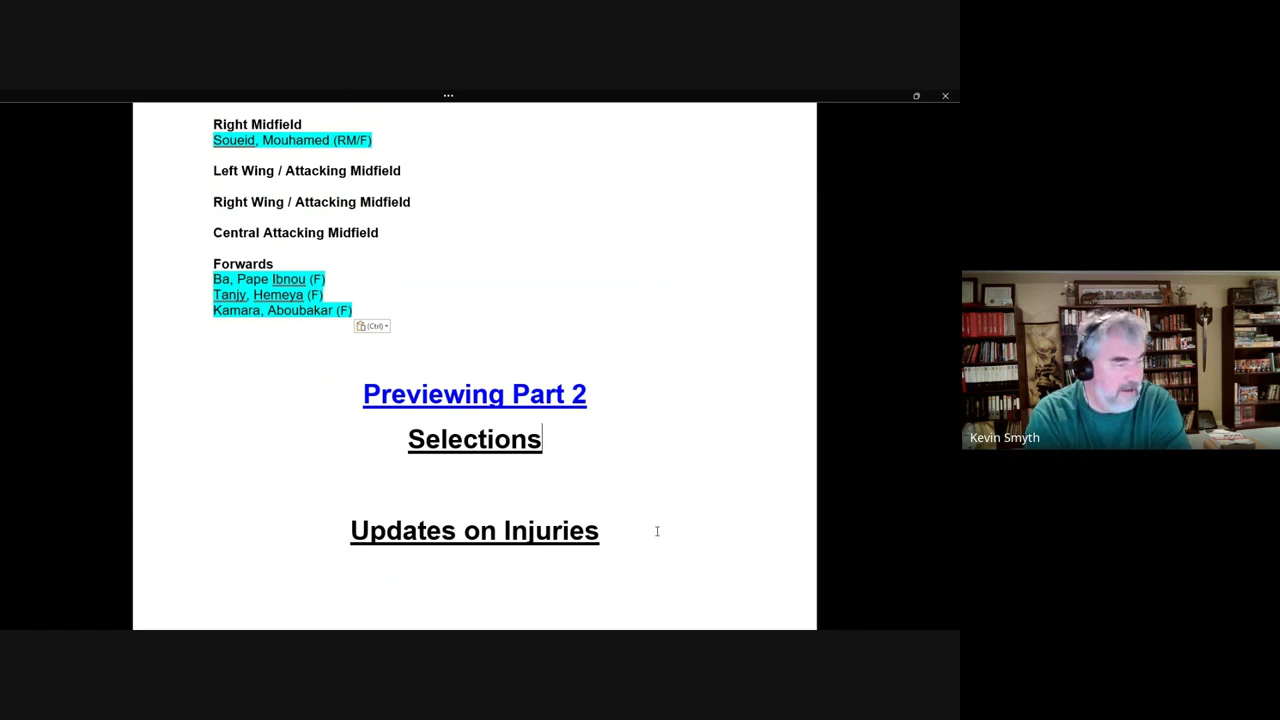 Right Midfield
Soueid, Mouhamed (RM/F)
Left Wing / Attacking Midfield
Right Wing / Attacking Midfield
Central Attacking Midfield
Forwards
Ba, Pape Ibnou (F)
Tanjy, Hemeya (F)
Kamara, Aboubakar (F)
(Ctrl)
Previewing Part 2
Selections
Updates on Injuries
Kevin Smyth